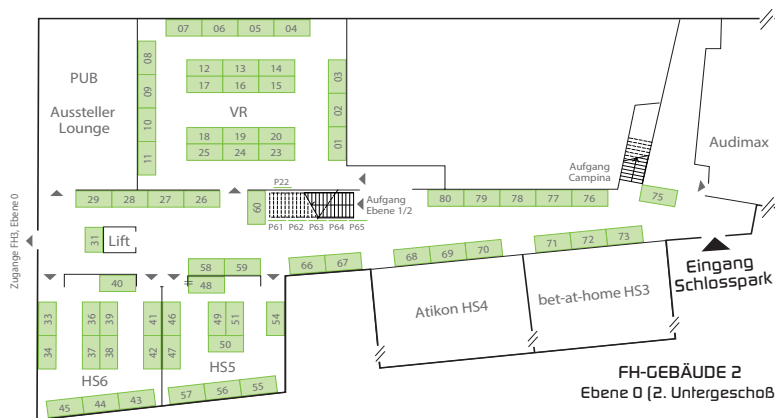 07 06 05 04
PUB
Aussteller
Lounge
08
09
10
11
12 13 14
17 16 15
VR
18 19 20
25 24 23
03
02
01
Audimax
Aufgang
Campina
P22
29 28 27 26
60
Aufgang
Ebene 1/2
P61 P62 P63 P64 P65
80 79 78 77 76
75
Zugange FH3, Ebene 0
31
Lift
40
58 59
48
66 67
68 69 70
71 72 73
Eingang
Schlosspark
33
34
36 39
37 38
41 46
42 47
49 51
50
54
Atikon HS4
bet-at-home HS3
HS6
HS5
45 44 43
57 56 55
FH-GEBÄUDE 2
Ebene 0 (2. Untergeschoß